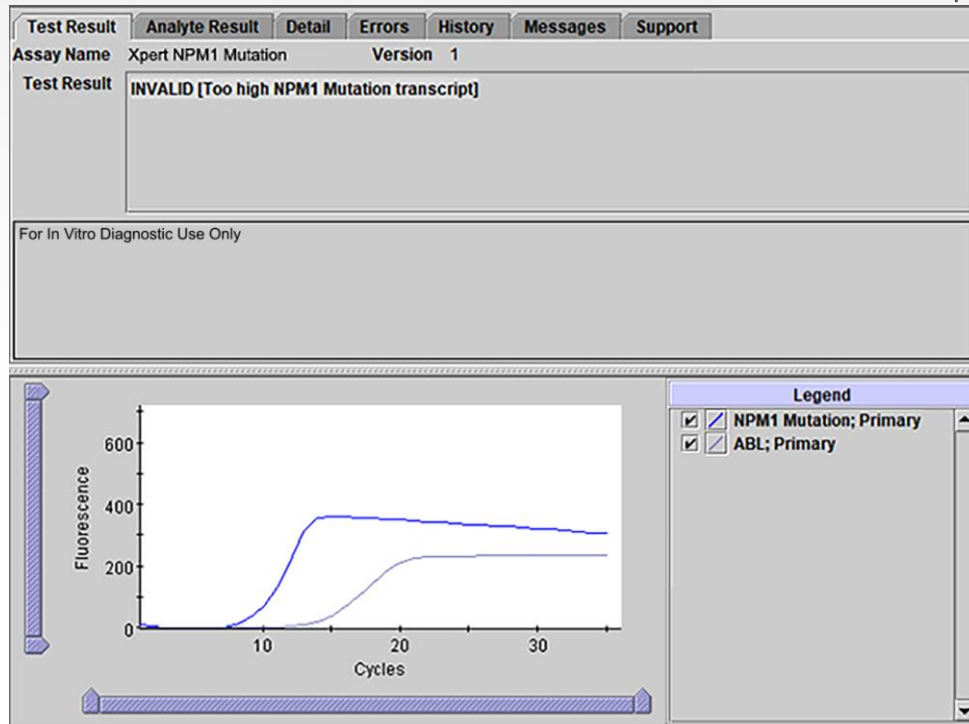 Test Result Analyte Result Detail Errors History Messages Support
Assay Name Xpert NPM1 Mutation Version 1
Test Result INVALID [Too high NPM1 Mutation transcript]
For In Vitro Diagnostic Use Only
Legend
NPM1 Mutation; Primary
ABL; Primary
Fluorescence
600
400
200
0
10 20 30
Cycles